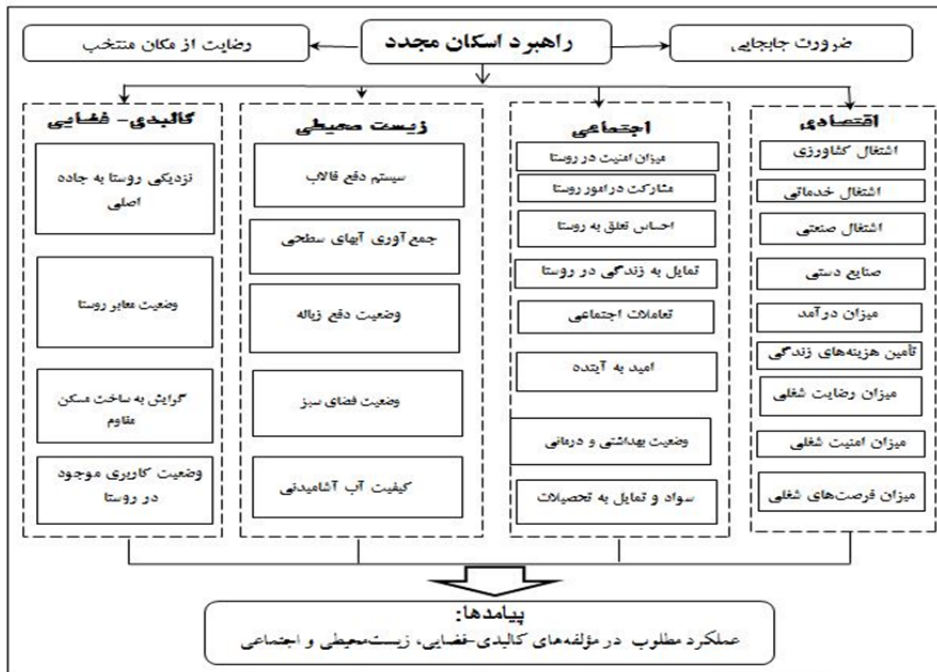 راهبرد اسکان مجدد
ضرورت جابجایی
رضایت از مکان منتخب
اقتصادی
اشتغال کشاورزی
اشتغال خدماتی
اشتغال صنعتی
صنایع دستی
میزان درآمد
تأمین هزینه‌های زندگی
میزان رضایت شغلی
میزان امنیت شغلی
میزان فرصت‌های شغلی
اجتماعی
میزان امنیت در روستا
مشارکت در امور روستا
احساس تعلق به روستا
تمایل به زندگی در روستا
تعاملات اجتماعی
امید به آینده
وضعیت بهداشتی و درمانی
سواد و تمایل به تحصیلات
زیست محیطی
سیستم دفع فالاب
جمع آوری آبهای سطحی
وضعیت دفع زباله
وضعیت فضای سبز
کیفیت آب آشامیدنی
کالبدی- فضایی
نزدیکی روستا به جاده
اصلی
وضعیت معابر روستا
گرایش به ساخت مسکن
مقاوم
وضعیت کاربری موجود
در روستا
پیامدها:
عملکرد مطلوب در مؤلفه‌های کالبدی-فضایی، زیست‌محیطی و اجتماعی